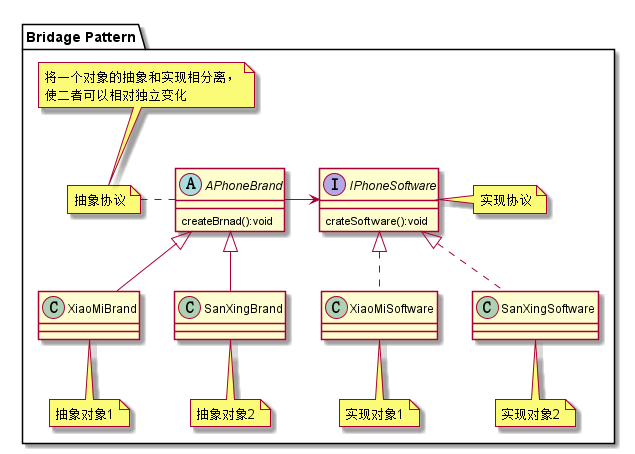 Bridage Pattern
将一个对象的抽象和实现相分离，
使二者可以相对独立变化
抽象协议
A APhoneBrand
createBrnad():void
I IPhoneSoftware
crateSoftware():void
实现协议
C XiaoMiBrand
C SanXingBrand
C XiaoMiSoftware
C SanXingSoftware
抽象对象1
抽象对象2
实现对象1
实现对象2